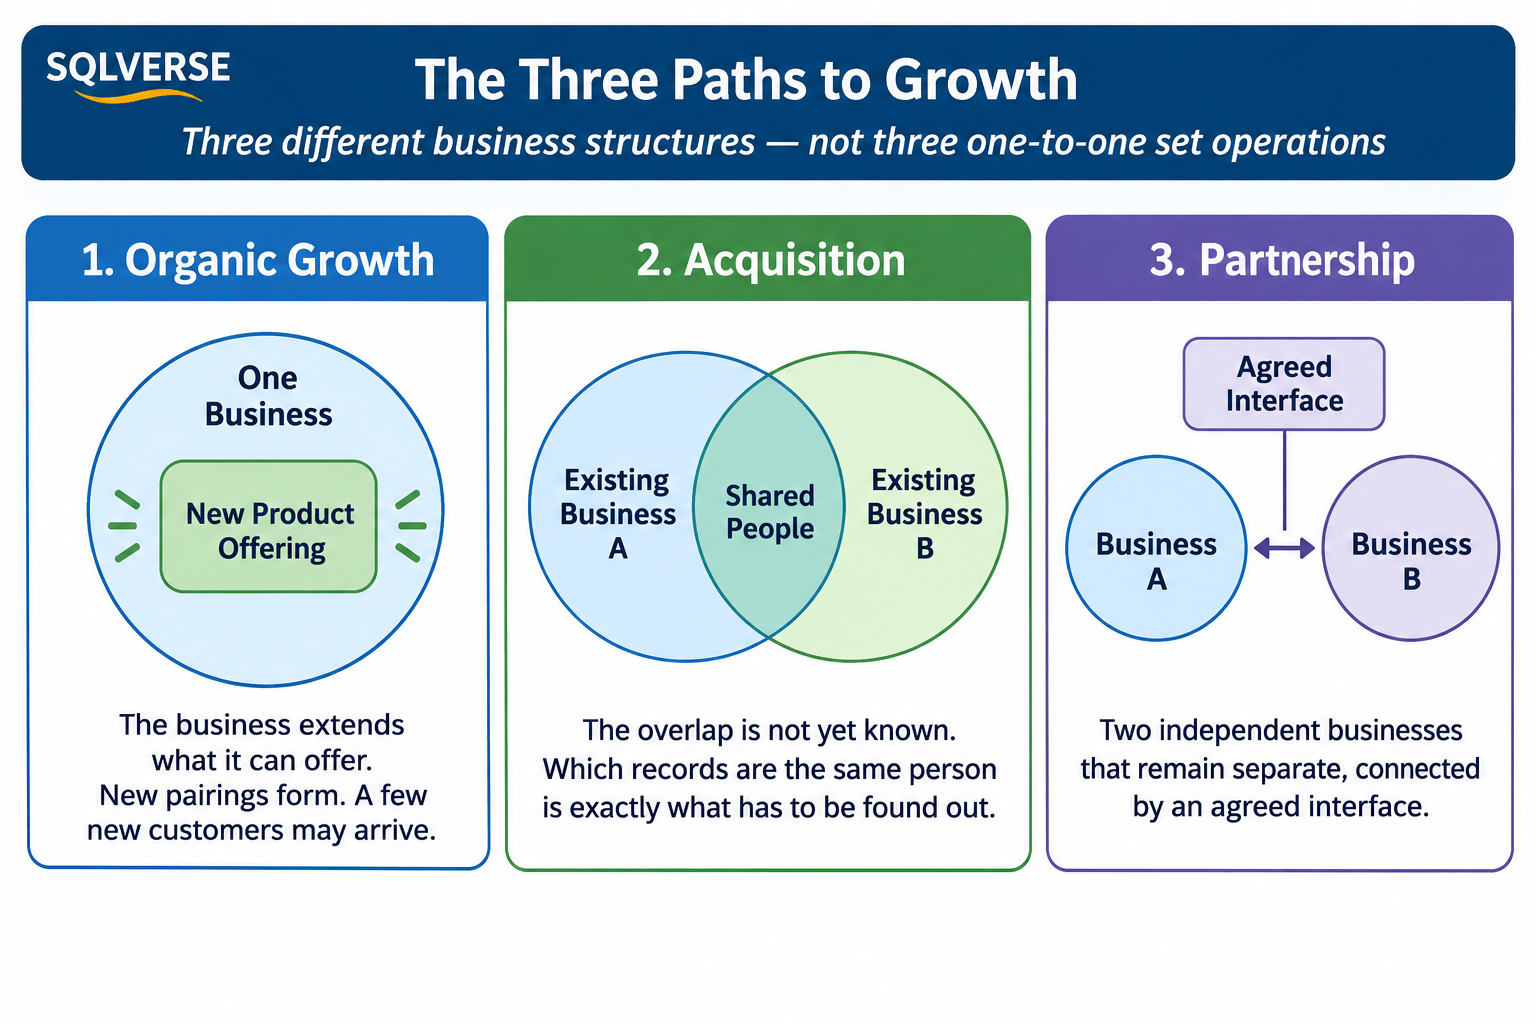 SQLVERSE
The Three Paths to Growth
Three different business structures — not three one-to-one set operations
1. Organic Growth
One
Business
New Product
Offering
The business extends
what it can offer.
New pairings form. A few
new customers may arrive.
2. Acquisition
Existing
Business
A
Shared
People
Existing
Business
B
The overlap is not yet known.
Which records are the same person
is exactly what has to be found out.
3. Partnership
Agreed
Interface
Business
A
Business
B
Two independent businesses
that remain separate, connected
by an agreed interface.